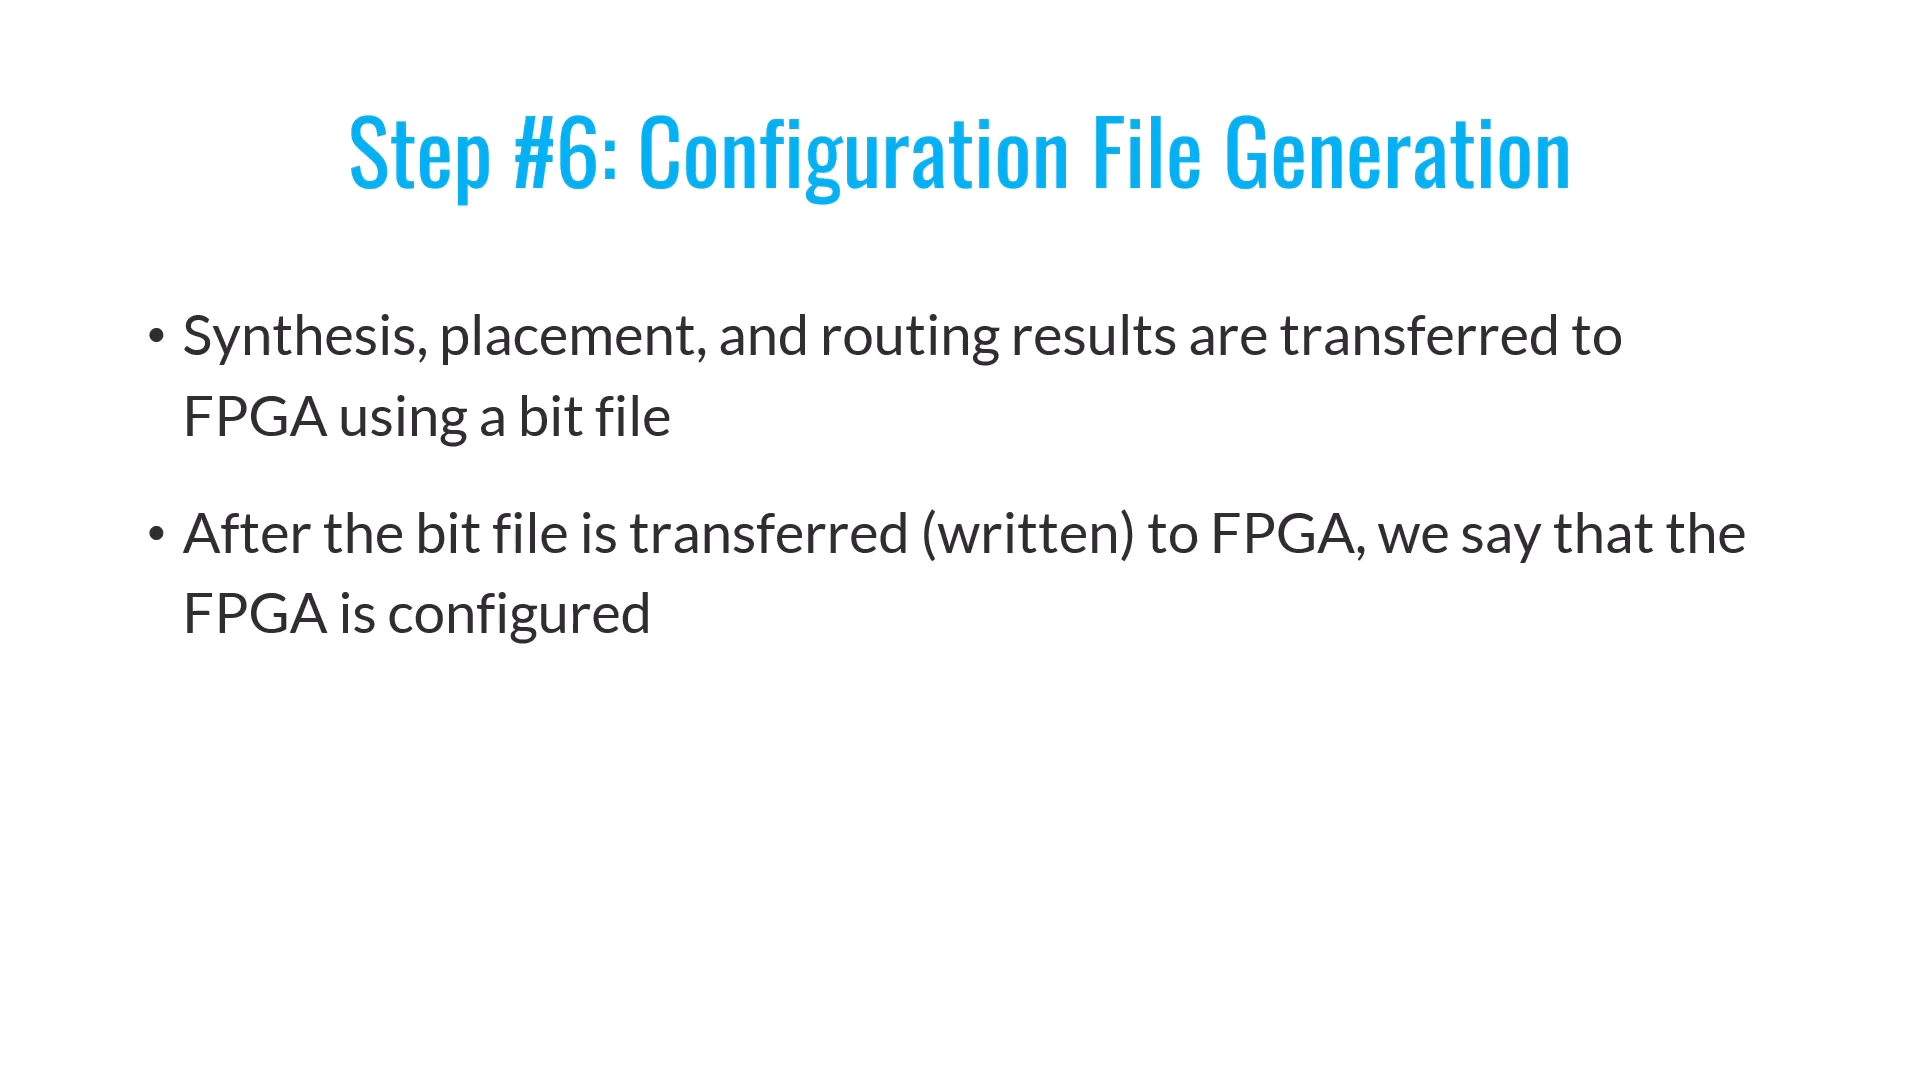 Step #6: Configuration File Generation
• Synthesis, placement, and routing results are transferred to
FPGA using a bit file
• After the bit file is transferred (written) to FPGA, we say that the
FPGA is configured